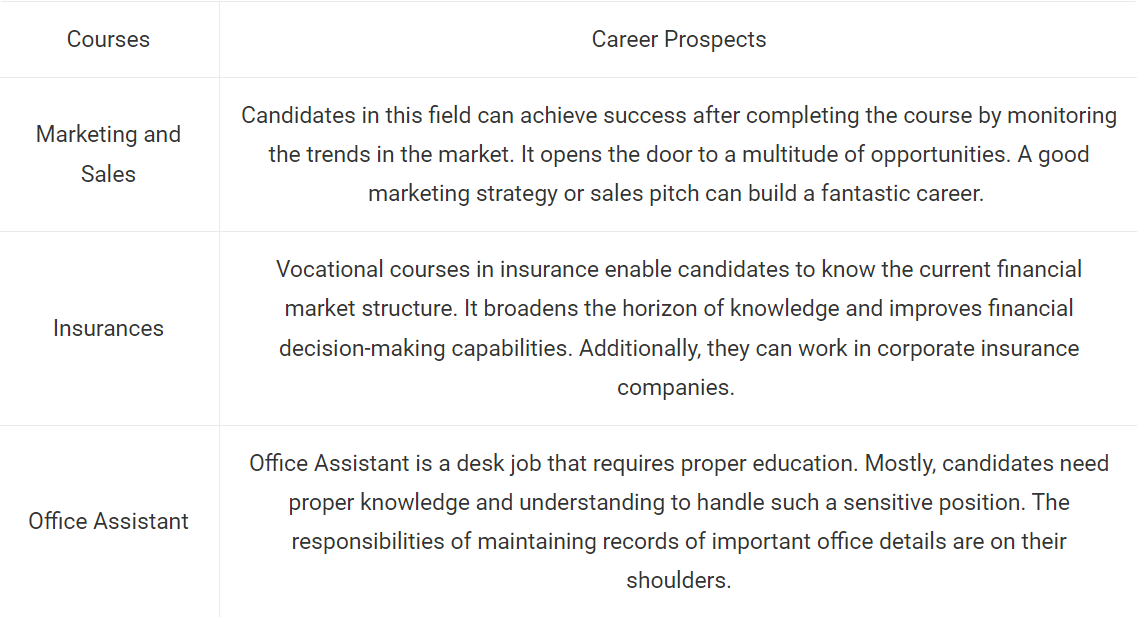 Courses
Career Prospects
Marketing and
Sales
Candidates in this field can achieve success after completing the course by monitoring
the trends in the market. It opens the door to a multitude of opportunities. A good
marketing strategy or sales pitch can build a fantastic career.
Insurances
Vocational courses in insurance enable candidates to know the current financial
market structure. It broadens the horizon of knowledge and improves financial
decision-making capabilities. Additionally, they can work in corporate insurance
companies.
Office Assistant
Office Assistant is a desk job that requires proper education. Mostly, candidates need
proper knowledge and understanding to handle such a sensitive position. The
responsibilities of maintaining records of important office details are on their
shoulders.